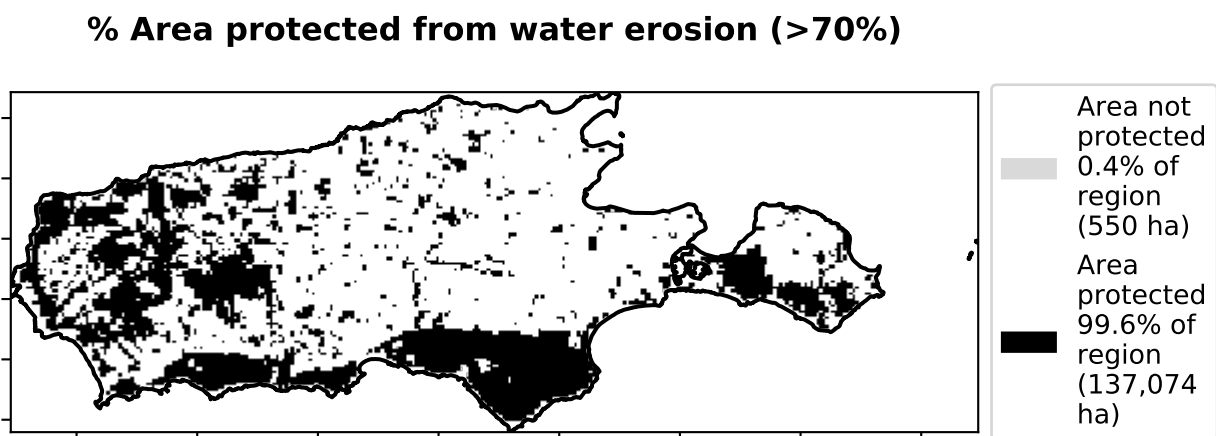 % Area protected from water erosion (>70%)
Area not
protected
0.4% of
region
(550 ha)
Area
protected
99.6% of
region
(137,074
ha)